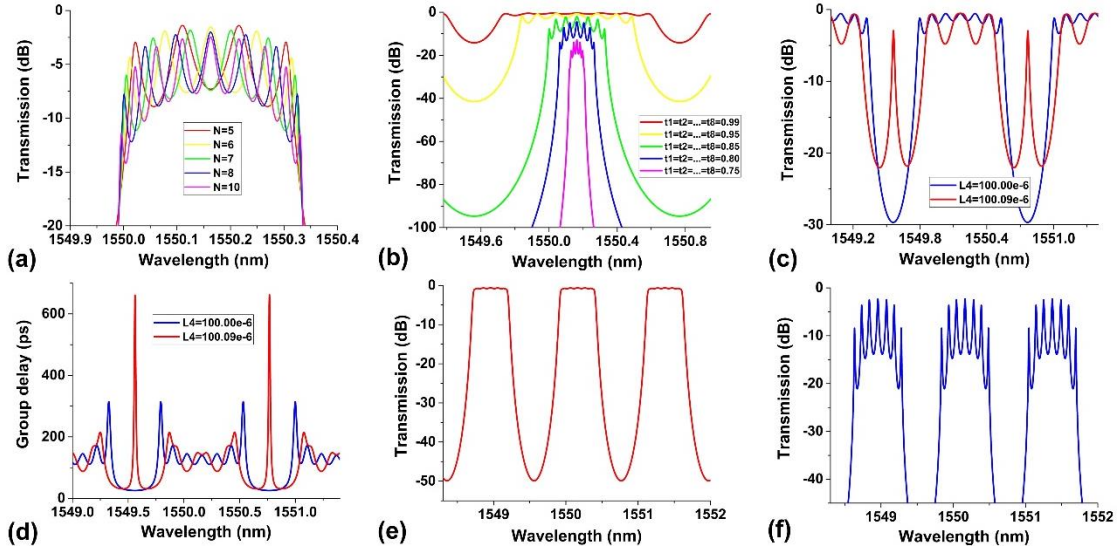 Transmission (dB)
0
-5
-10
-15
-20
N=5
N=6
N=7
N=8
N=10
1549.9 1550.0 1550.1 1550.2 1550.3 1550.4
(a) Wavelength (nm)
Transmission (dB)
0
-20
-40
-60
-80
-100
t1=t2=...=t8=0.99
t1=t2=...=t8=0.95
t1=t2=...=t8=0.85
t1=t2=...=t8=0.80
t1=t2=...=t8=0.75
1549.6 1550.0 1550.4 1550.8
(b) Wavelength (nm)
Transmission (dB)
0
-10
-20
-30
L4=100.00e-6
L4=100.09e-6
1549.2 1549.8 1550.4 1551.0
(c) Wavelength (nm)
Group delay (ps)
600
400
200
0
L4=100.00e-6
L4=100.09e-6
1549.0 1549.5 1550.0 1550.5 1551.0
(d) Wavelength (nm)
Transmission (dB)
0
-10
-20
-30
-40
-50
1549 1550 1551 1552
(e) Wavelength (nm)
Transmission (dB)
0
-10
-20
-30
-40
1549 1550 1551 1552
Wavelength (nm) (f)